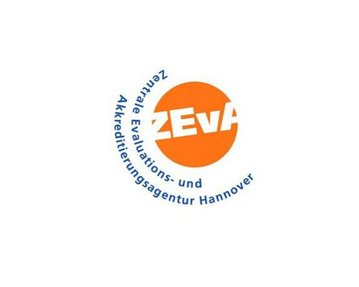 ZEvA
Zentrale Evaluations- und
Akkreditierungsagentur Hannover